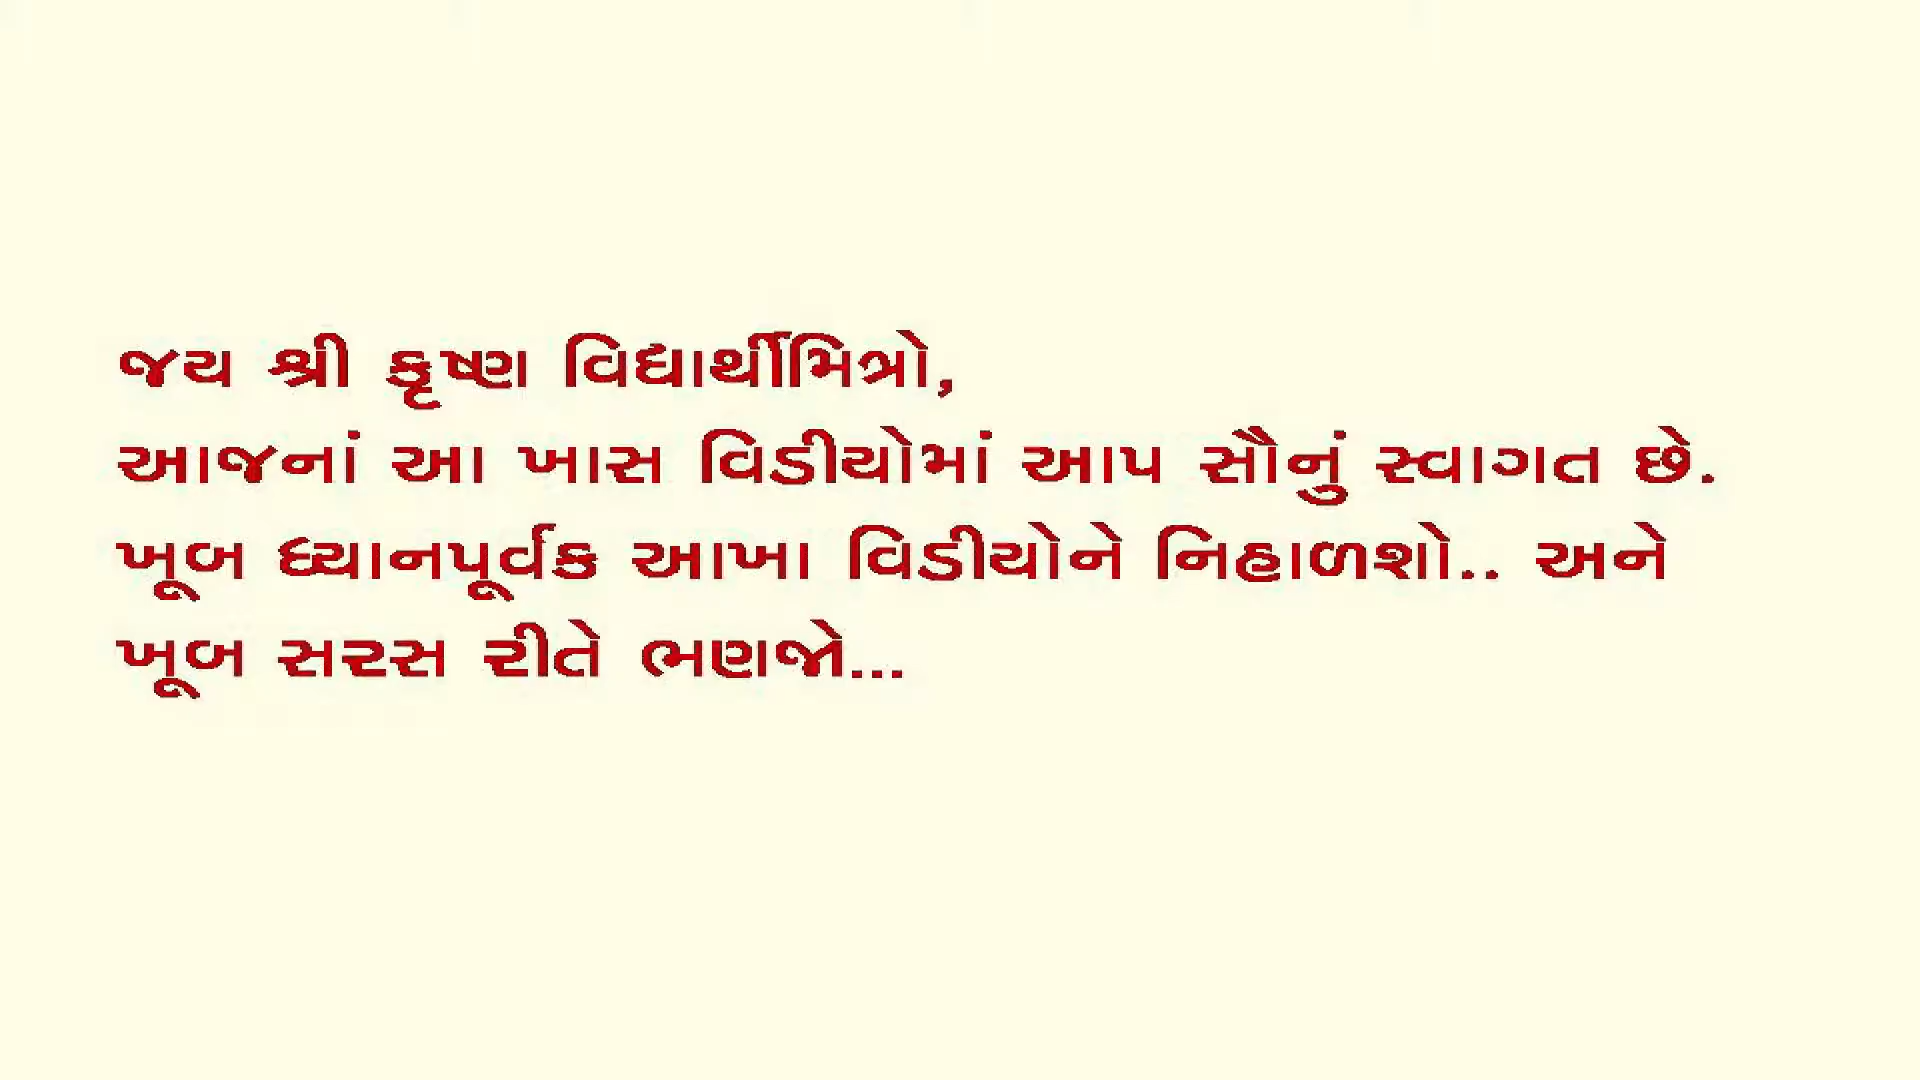 જય શ્રી કૃષ્ણ વિદ્યાર્થીમિત્રો,
આજનાં આ ખાસ વિડીયોમાં આપ સૌનું સ્વાગત છે.
ખૂબ ધ્યાનપૂર્વક આખા વિડીયોને નિહાળશો.. અને
ખૂબ સરસ રીતે ભણજો...